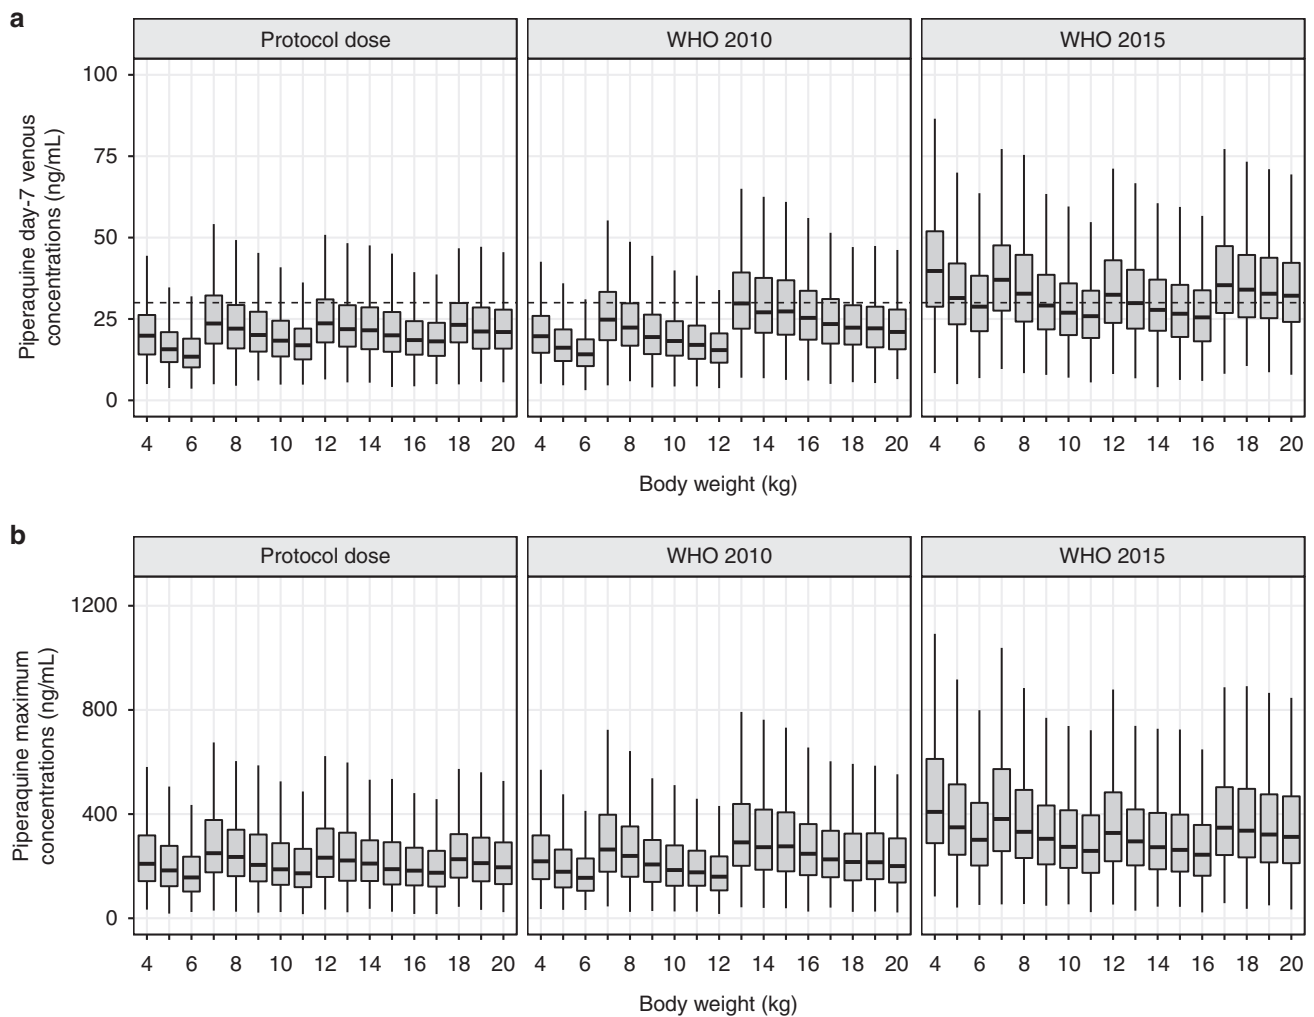 a
Protocol dose
WHO 2010
WHO 2015
Piperaquine day-7 venous
concentrations (ng/mL)
100
75
50
25
0
4 6 8 10 12 14 16 18 20
4 6 8 10 12 14 16 18 20
4 6 8 10 12 14 16 18 20
Body weight (kg)
b
Protocol dose
WHO 2010
WHO 2015
Piperaquine maximum
concentrations (ng/mL)
1200
800
400
0
4 6 8 10 12 14 16 18 20
4 6 8 10 12 14 16 18 20
4 6 8 10 12 14 16 18 20
Body weight (kg)